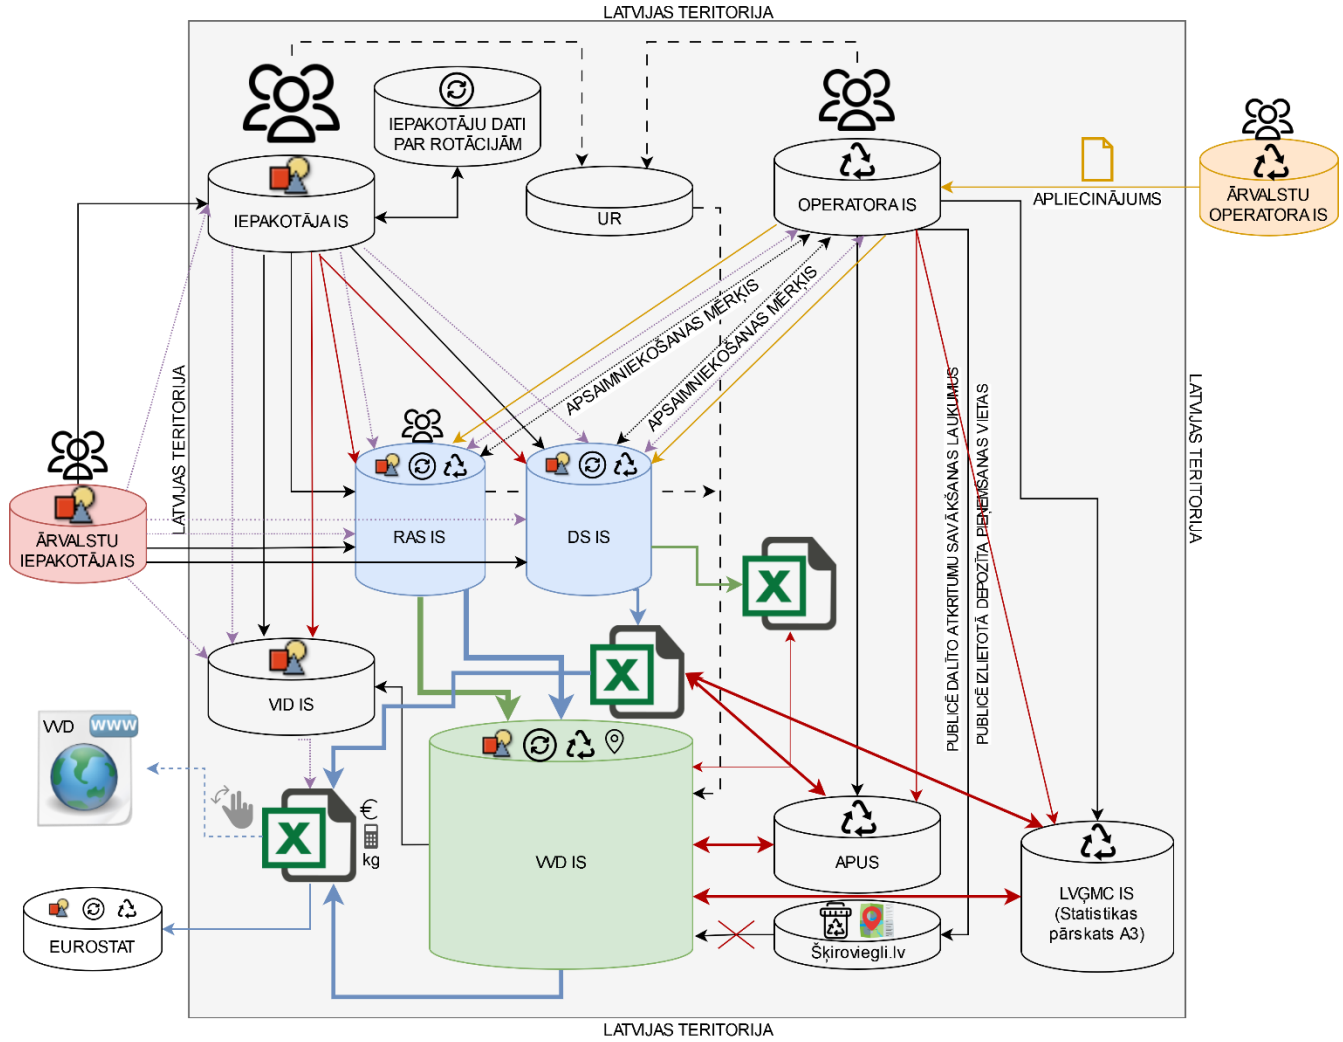 LATVIJAS TERITORIJA
IEPAKOTĀJU DATI
PAR ROTĀCIJĀM
IEPAKOTĀJA IS
UR
OPERATORA IS
APLIECINĀJUMS
ĀRVALSTU
OPERATORA IS
APSAIMNIEKOŠANAS MĒRĶIS
APSAIMNIEKOŠANAS MĒRĶIS
LATVIJAS TERITORIJA
LATVIJAS TERITORIJA
PUBLICĒ DALĪTO ATKRITUMU SAVĀKŠANAS LAUKUMUS
PUBLICĒ IZLIETOTĀ DEPOZĪTA PIEŅEMŠANAS VIETAS
ĀRVALSTU
IEPAKOTĀJA IS
RAS IS
DS IS
X
X
VID IS
VVD
WWW
X
€
kg
VVD IS
APUS
LVĢMC IS
(Statistikas
pārskats A3)
Šķiroviegli.lv
EUROSTAT
LATVIJAS TERITORIJA